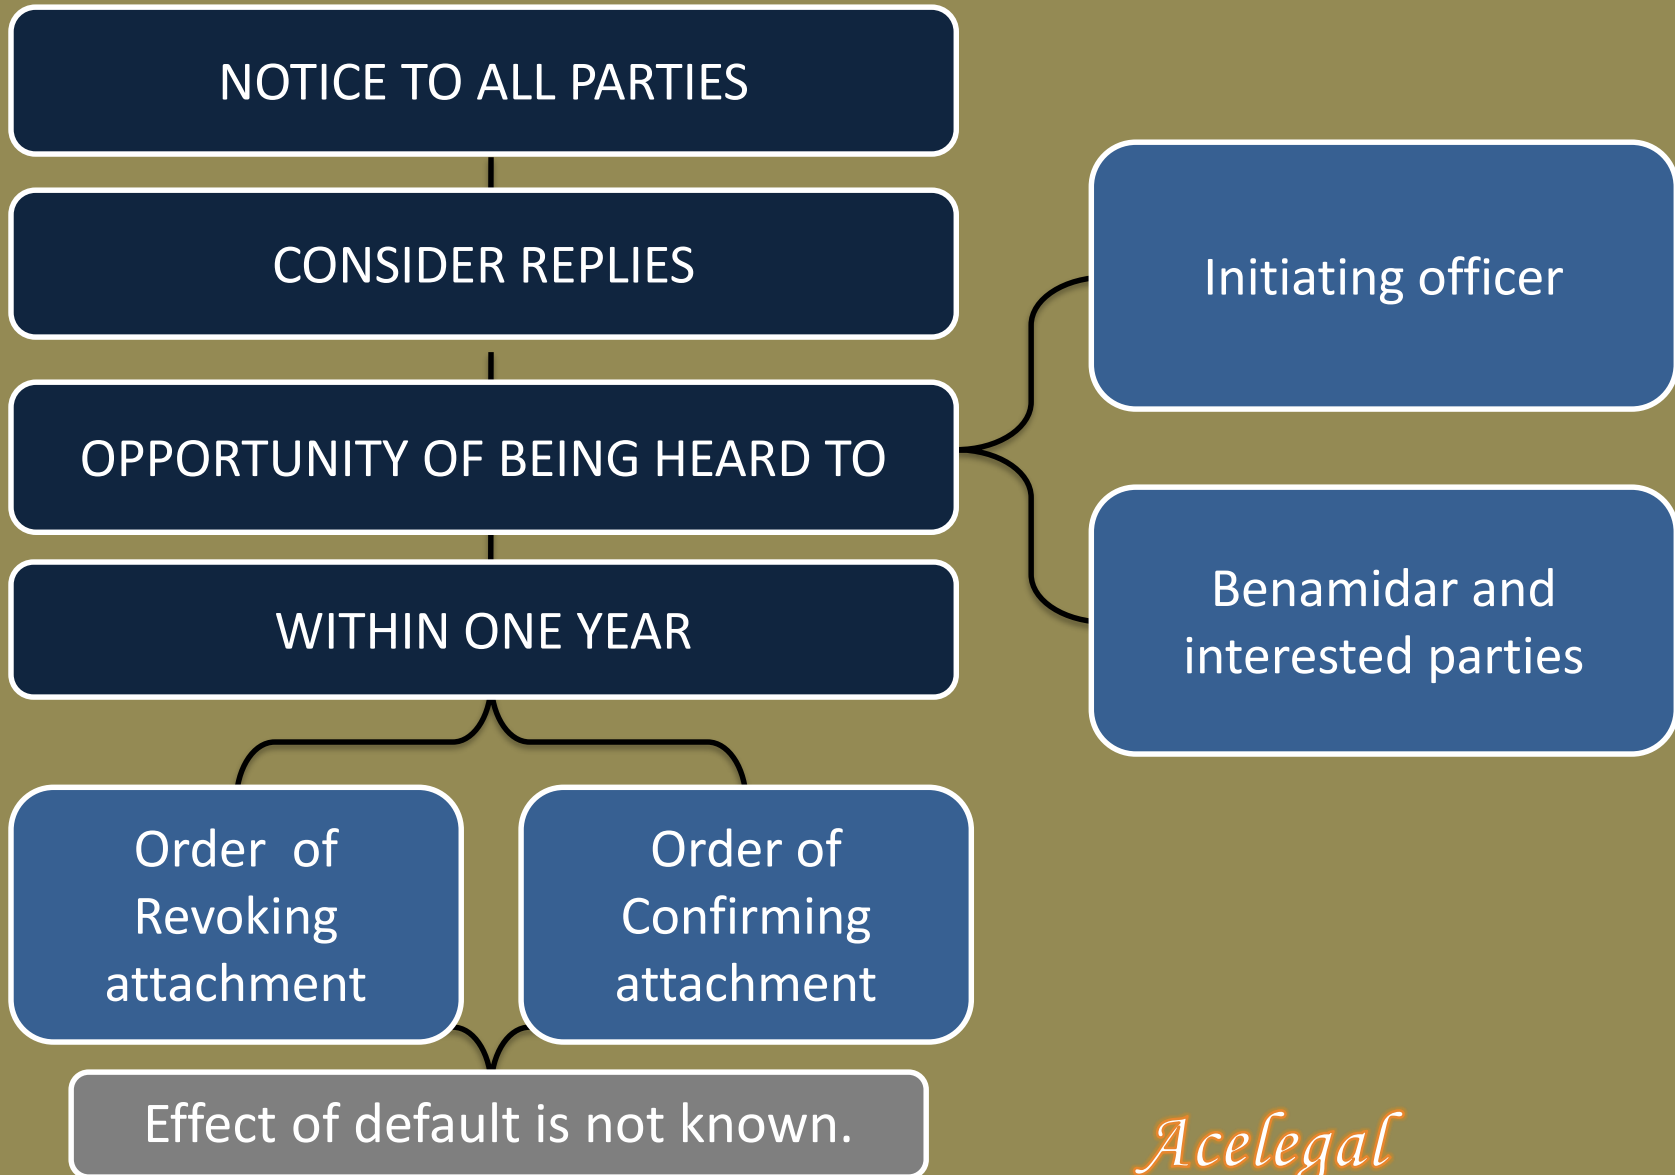 NOTICE TO ALL PARTIES
CONSIDER REPLIES
OPPORTUNITY OF BEING HEARD TO
Initiating officer
Benamidar and
interested parties
WITHIN ONE YEAR
Order of
Revoking
attachment
Order of
Confirming
attachment
Effect of default is not known.
Acelegal